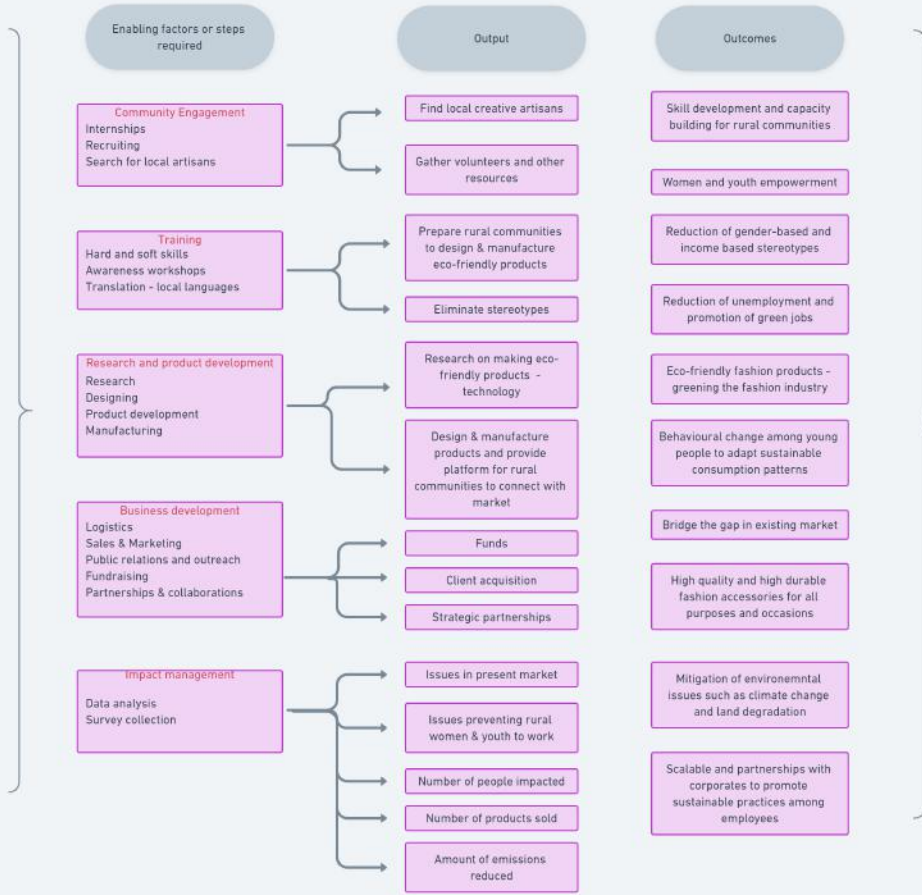 Enabling factors or steps
required
Output
Outcomes
Community Engagement
Internships
Recruiting
Search for local artisans
Find local creative artisans
Gather volunteers and other
resources
Skill development and capacity
building for rural communities
Women and youth empowerment
Training
Hard and soft skills
Awareness workshops
Translation - local languages
Prepare rural communities
to design & manufacture
eco-friendly products
Eliminate stereotypes
Reduction of gender-based and
income based stereotypes
Reduction of unemployment and
promotion of green jobs
Research and product development
Research
Designing
Product development
Manufacturing
Research on making eco-
friendly products -
technology
Design & manufacture
products and provide
platform for rural
communities to connect with
market
Eco-friendly fashion products -
greening the fashion industry
Behavioural change among young
people to adapt sustainable
consumption patterns
Business development
Logistics
Sales & Marketing
Public relations and outreach
Fundraising
Partnerships & collaborations
Funds
Client acquisition
Strategic partnerships
Bridge the gap in existing market
High quality and high durable
fashion accessories for all
purposes and occasions
Impact management
Data analysis
Survey collection
Issues in present market
Issues preventing rural
women & youth to work
Number of people impacted
Number of products sold
Amount of emissions
reduced
Mitigation of environemntal
issues such as climate change
and land degradation
Scalable and partnerships with
corporates to promote
sustainable practices among
employees